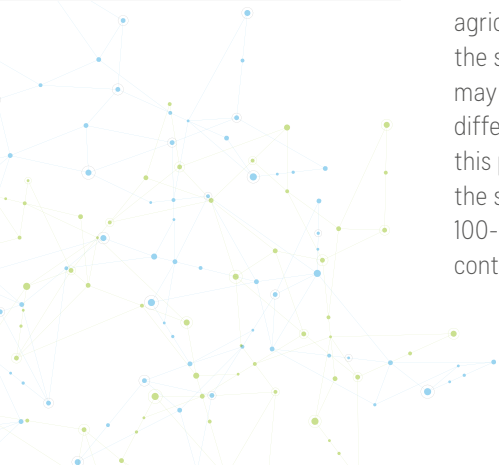 agric
the s
may
diffe
this p
the s
100-
cont